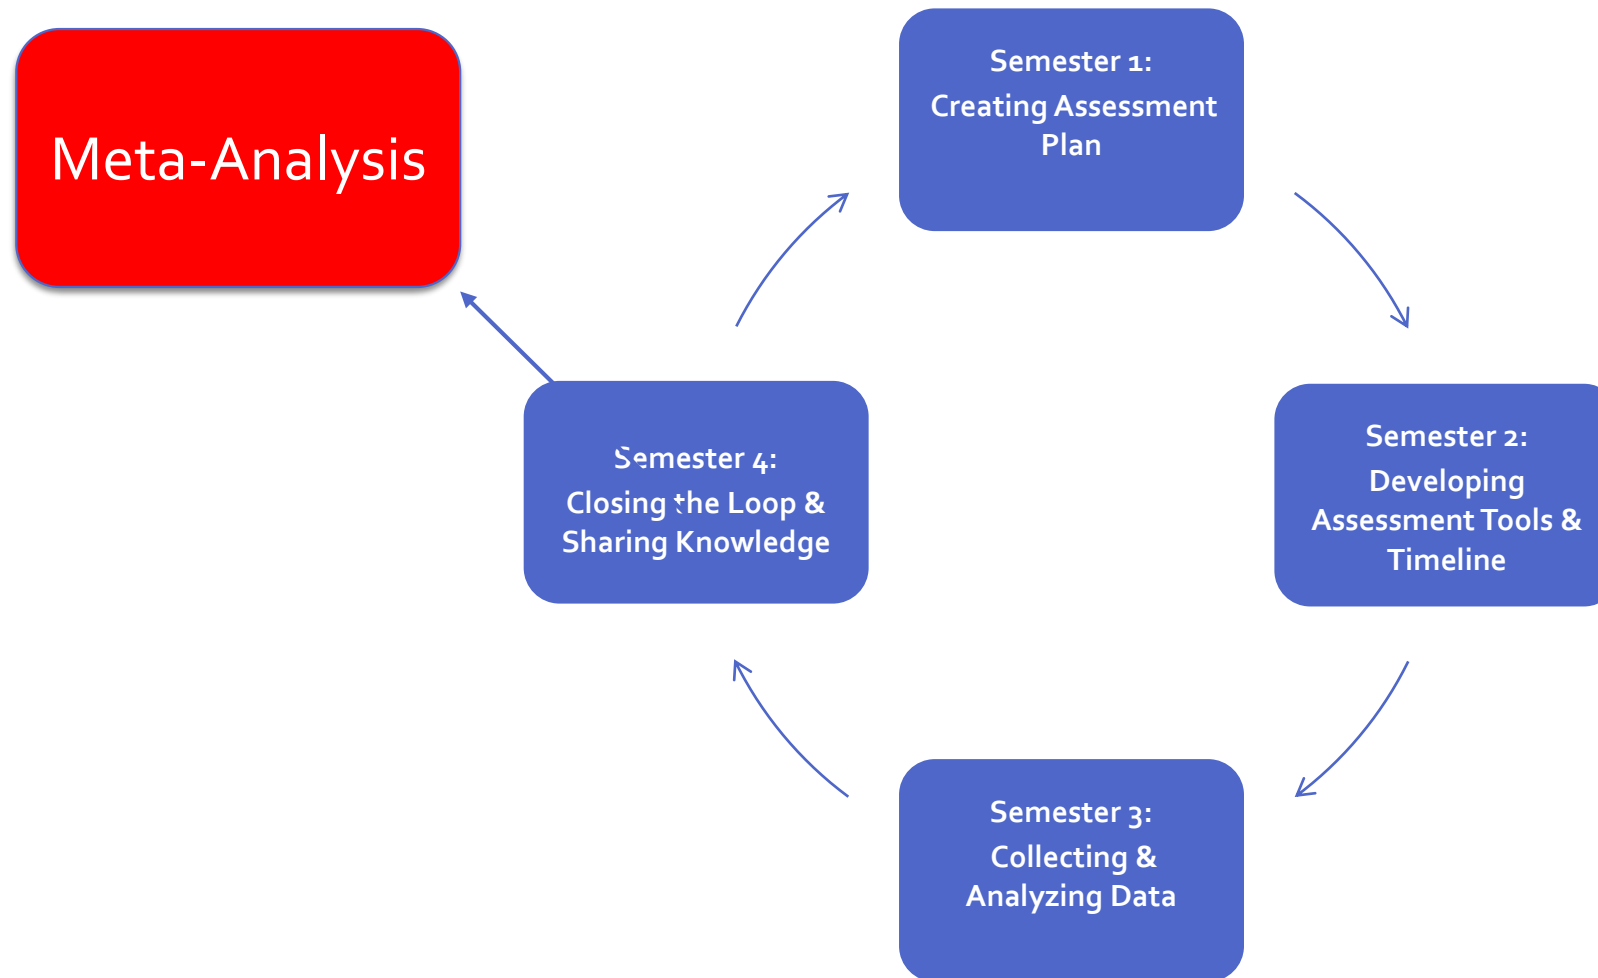 Meta-Analysis
Semester 1:
Creating Assessment
Plan
Semester 2:
Developing
Assessment Tools &
Timeline
Semester 3:
Collecting &
Analyzing Data
Semester 4:
Closing the Loop &
Sharing Knowledge